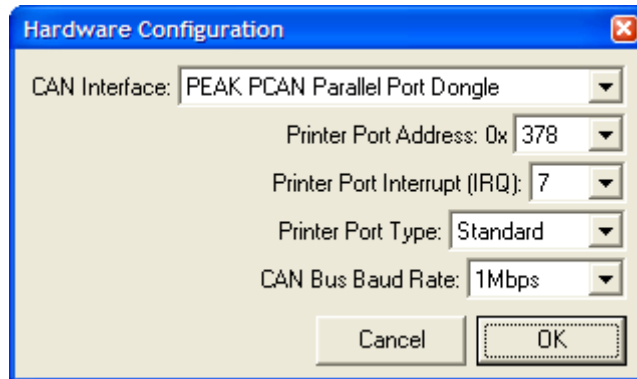 Hardware Configuration
CAN Interface: PEAK PCAN Parallel Port Dongle
Printer Port Address: 0x 378
Printer Port Interrupt (IRQ): 7
Printer Port Type: Standard
CAN Bus Baud Rate: 1Mbps
Cancel OK